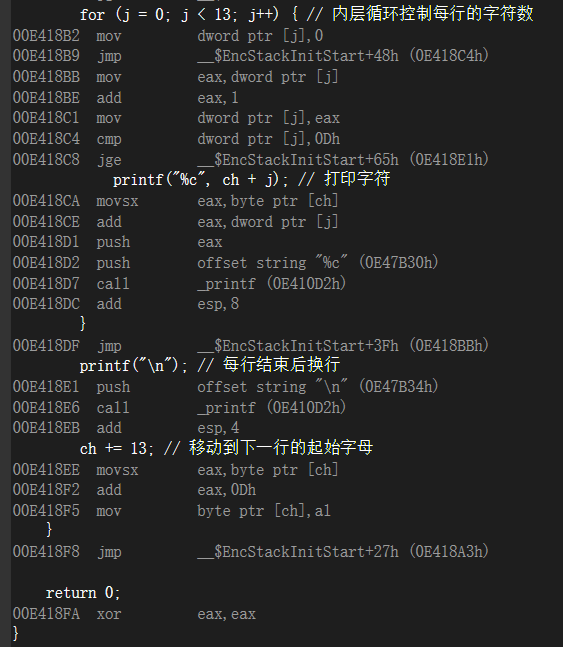 for (j = 0; j < 13; j++) { // 内层循环控制每行的字符数
00E418B2 mov dword ptr [j],0
00E418B9 jmp __$EncStackInitStart+48h (0E418C4h)
00E418BB mov eax,dword ptr [j]
00E418BE add eax,1
00E418C1 mov dword ptr [j],eax
00E418C4 cmp dword ptr [j],0Dh
00E418C8 jge __$EncStackInitStart+65h (0E418E1h)
printf("%c", ch + j); // 打印字符
00E418CA movsx eax,byte ptr [ch]
00E418CE add eax,dword ptr [j]
00E418D1 push eax
00E418D2 push offset string "%c" (0E47B30h)
00E418D7 call _printf (0E410D2h)
00E418DC add esp,8
}
00E418DF jmp __$EncStackInitStart+3Fh (0E418BBh)
printf("\n"); // 每行结束后换行
00E418E1 push offset string "\n" (0E47B34h)
00E418E6 call _printf (0E410D2h)
00E418EB add esp,4
ch += 13; // 移动到下一行的起始字母
00E418EE movsx eax,byte ptr [ch]
00E418F2 add eax,0Dh
00E418F5 mov byte ptr [ch],al
}
00E418F8 jmp __$EncStackInitStart+27h (0E418A3h)
return 0;
00E418FA xor eax,eax
}